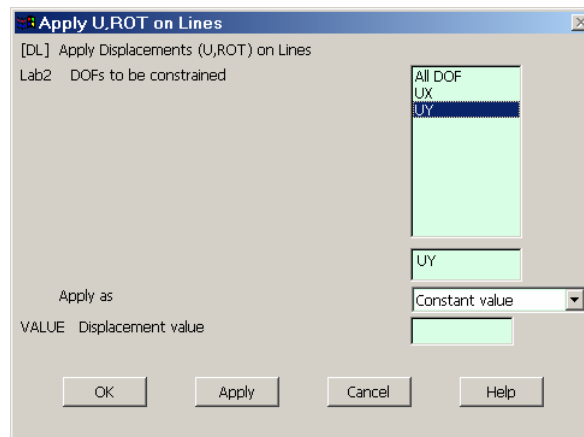 Apply U,ROT on Lines
[DL] Apply Displacements (U,ROT) on Lines
Lab2 DOFs to be constrained
All DOF
UX
UY
UY
Apply as
Constant value
VALUE Displacement value
OK Apply Cancel Help